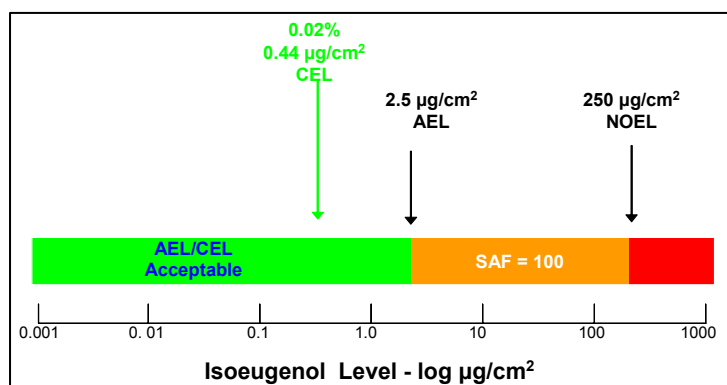 0.02%
0.44 µg/cm²
CEL
2.5 µg/cm²
AEL
250 µg/cm²
NOEL
AEL/CEL
Acceptable
SAF = 100
0.001 0. 01 0.1 1.0 10 100 1000
Isoeugenol Level - log µg/cm²